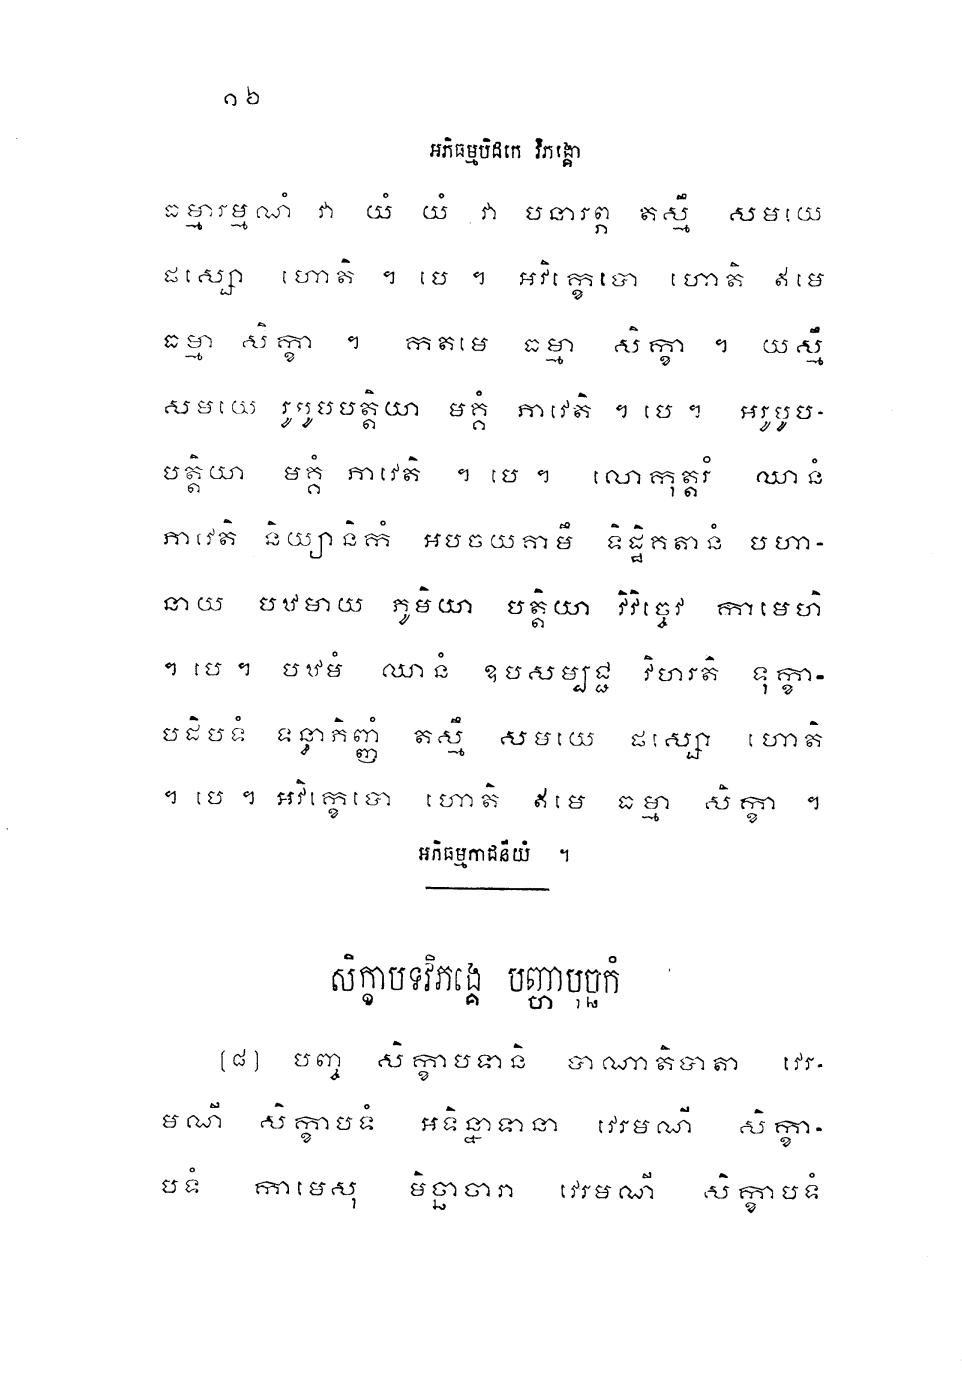 ១៦
អភិធម្មបិដកេ វិភង្គោ
ធម្មារម្មណំ វា យំ យំ វា បនារព្ភ តស្មឹ សមយេ
ផស្សោ ហោតិ ។ បេ ។ អវិក្ខេបោ ហោតិ ឥមេ
ធម្មា សិក្ខា ។ កតមេ ធម្មា សិក្ខា ។ យស្មឹ
សមយេ រូបូបបត្តិយា មគ្គំ ភាវេតិ ។ បេ ។ អរូបូប-
បត្តិយា មគ្គំ ភាវេតិ ។ បេ ។ លោកុត្តរំ ឈានំ
ភាវេតិ និយ្យានិកំ អបចយគាមឹ ទិដ្ឋិគតានំ បហា-
នាយ បឋមាយ ភូមិយា បត្តិយា វិវិច្ចេវ កាមេហិ
។ បេ ។ បឋមំ ឈានំ ឧបសម្បជ្ជ វិហរតិ ទុក្ខា-
បដិបទំ ទន្ធាភិញ្ញំ តស្មឹ សមយេ ផស្សោ ហោតិ
។ បេ ។ អវិក្ខេបោ ហោតិ ឥមេ ធម្មា សិក្ខា ។
អភិធម្មភាជនីយំ ។
សិក្ខាបទវិភង្គេ បញ្ហាបុច្ឆកំ
[៨] បញ្ច សិក្ខាបទានិ បាណាតិបាតា វេរ-
មណី សិក្ខាបទំ អទិន្នាទានា វេរមណី សិក្ខា-
បទំ កាមេសុ មិច្ឆាចារា វេរមណី សិក្ខាបទំ